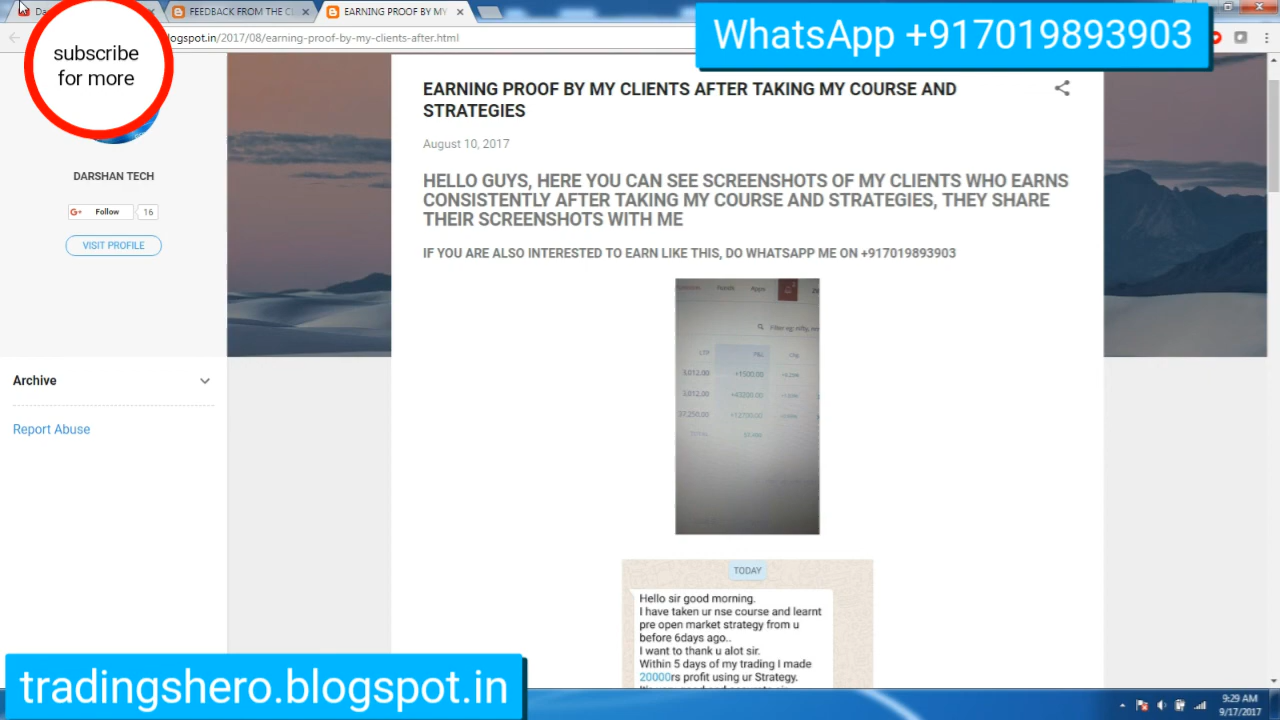 FEEDBACK FROM THE CL
EARNING PROOF BY MY
WhatsApp +917019893903
ogspot.in/2017/08/earning-proof-by-my-clients-after.html
subscribe
for more
EARNING PROOF BY MY CLIENTS AFTER TAKING MY COURSE AND
STRATEGIES
August 10, 2017
DARSHAN TECH
G+ Follow 16
VISIT PROFILE
HELLO GUYS, HERE YOU CAN SEE SCREENSHOTS OF MY CLIENTS WHO EARNS
CONSISTENTLY AFTER TAKING MY COURSE AND STRATEGIES, THEY SHARE
THEIR SCREENSHOTS WITH ME
IF YOU ARE ALSO INTERESTED TO EARN LIKE THIS, DO WHATSAPP ME ON +917019893903
Archive
Report Abuse
Funds Apps
P&L
+1500.00
TODAY
Hello sir good morning.
I have taken ur nse course and learnt
pre open market strategy from u
before 6days ago..
I want to thank u alot sir.
Within 5 days of my trading I made
20000rs profit using ur Strategy.
tradingshero.blogspot.in
9:29 AM
9/17/2017